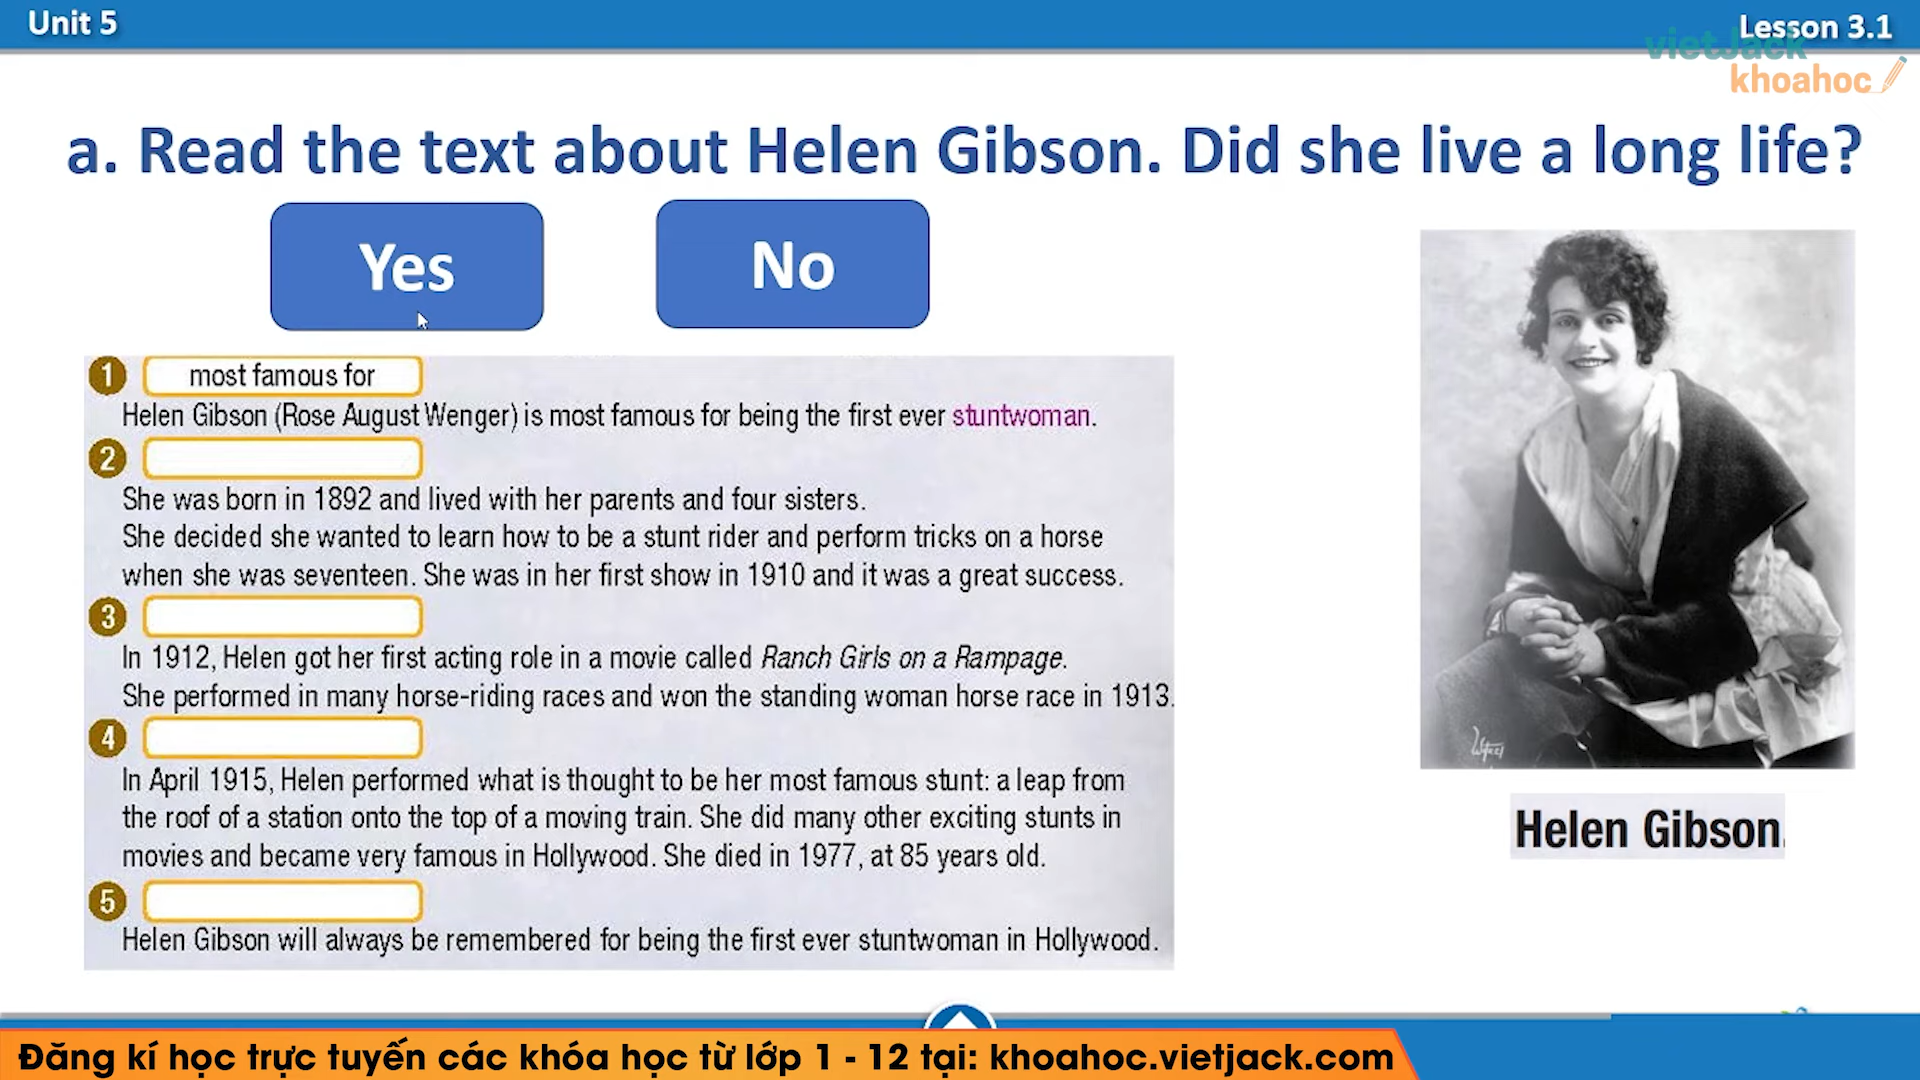 Unit 5
Lesson 3.1
vietJack
khoahoc
a. Read the text about Helen Gibson. Did she live a long life?
Yes
No
1 most famous for
Helen Gibson (Rose August Wenger) is most famous for being the first ever stuntwoman.
2
She was born in 1892 and lived with her parents and four sisters.
She decided she wanted to learn how to be a stunt rider and perform tricks on a horse
when she was seventeen. She was in her first show in 1910 and it was a great success.
3
In 1912, Helen got her first acting role in a movie called Ranch Girls on a Rampage.
She performed in many horse-riding races and won the standing woman horse race in 1913.
4
In April 1915, Helen performed what is thought to be her most famous stunt: a leap from
the roof of a station onto the top of a moving train. She did many other exciting stunts in
movies and became very famous in Hollywood. She died in 1977, at 85 years old.
5
Helen Gibson will always be remembered for being the first ever stuntwoman in Hollywood.
Helen Gibson.
Đăng kí học trực tuyến các khóa học từ lớp 1 - 12 tại: khoahoc.vietjack.com